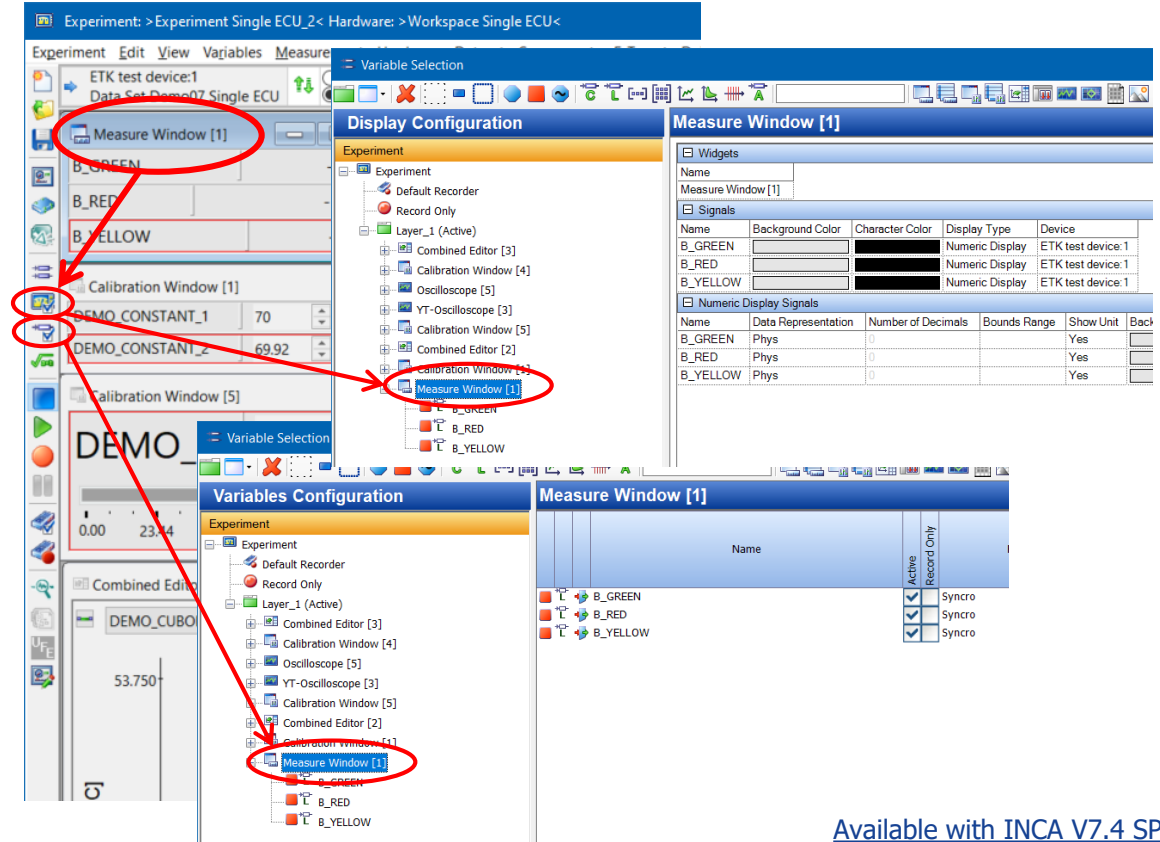 Experiment: >Experiment Single ECU_2< Hardware: >Workspace Single ECU<
Experiment Edit View Variables Measure
ETK test device:1
Data Set Demo07 Single ECU
Measure Window [1]
B_GREEN
B_RED
B_YELLOW
Calibration Window [1]
DEMO_CONSTANT_1 70
DEMO_CONSTANT_2 69.92
Calibration Window [5]
DEMO_
0.00 23.44
Combined Edito
DEMO_CUBO
53.750
UFE
Variable Selection
Display Configuration
Experiment
Experiment
Default Recorder
Record Only
Layer_1 (Active)
Combined Editor [3]
Calibration Window [4]
Oscilloscope [5]
YT-Oscilloscope [3]
Calibration Window [5]
Combined Editor [2]
Calibration Window [1]
Measure Window [1]
B_GREEN
B_RED
B_YELLOW
Measure Window [1]
Widgets
Name
Measure Window [1]
Signals
Name Background Color Character Color Display Type Device
B_GREEN Numeric Display ETK test device:1
B_RED Numeric Display ETK test device:1
B_YELLOW Numeric Display ETK test device:1
Numeric Display Signals
Name Data Representation Number of Decimals Bounds Range Show Unit Back
B_GREEN Phys 0 Yes
B_RED Phys 0 Yes
B_YELLOW Phys 0 Yes
Variable Selection
Variables Configuration
Experiment
Experiment
Default Recorder
Record Only
Layer_1 (Active)
Combined Editor [3]
Calibration Window [4]
Oscilloscope [5]
YT-Oscilloscope [3]
Calibration Window [5]
Combined Editor [2]
Calibration Window [1]
Measure Window [1]
B_GREEN
B_RED
B_YELLOW
Measure Window [1]
Name Active Record Only
B_GREEN Syncro
B_RED Syncro
B_YELLOW Syncro
Available with INCA V7.4 SP